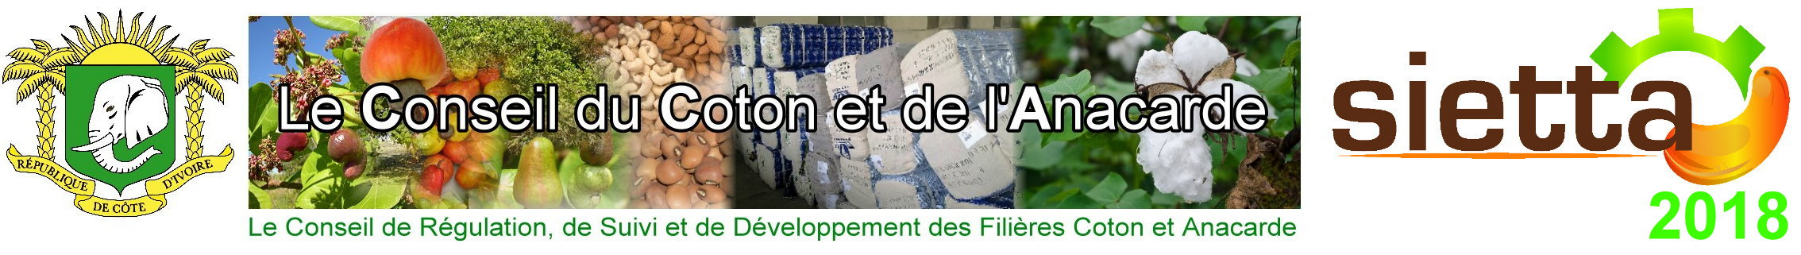 RÉPUBLIQUE
DE CÔTE
D'IVOIRE
Le Conseil du Coton et de l'Anacarde
Le Conseil de Régulation, de Suivi et de Développement des Filières Coton et Anacarde
sietta
2018